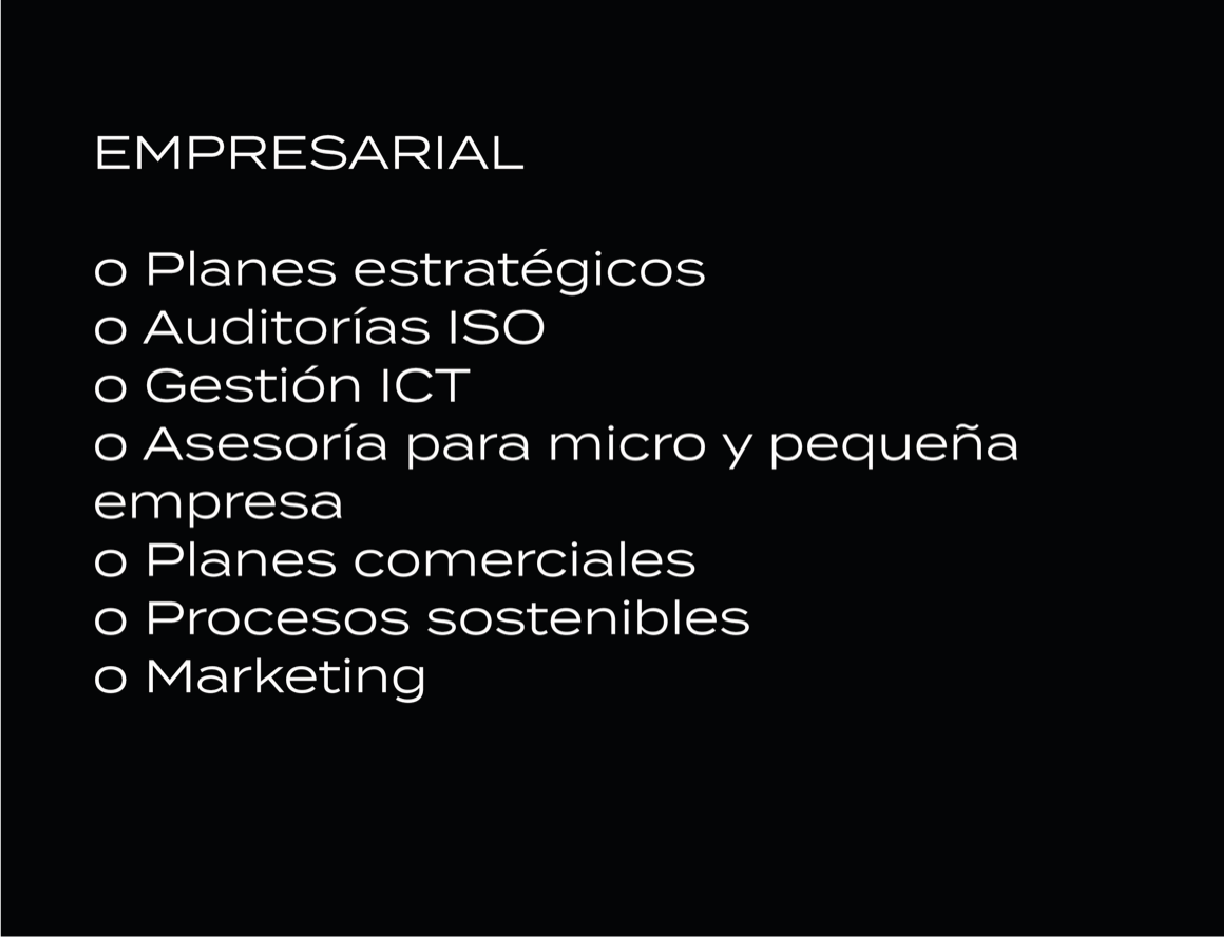 EMPRESARIAL
o Planes estratégicos
o Auditorías ISO
o Gestión ICT
o Asesoría para micro y pequeña
empresa
o Planes comerciales
o Procesos sostenibles
o Marketing